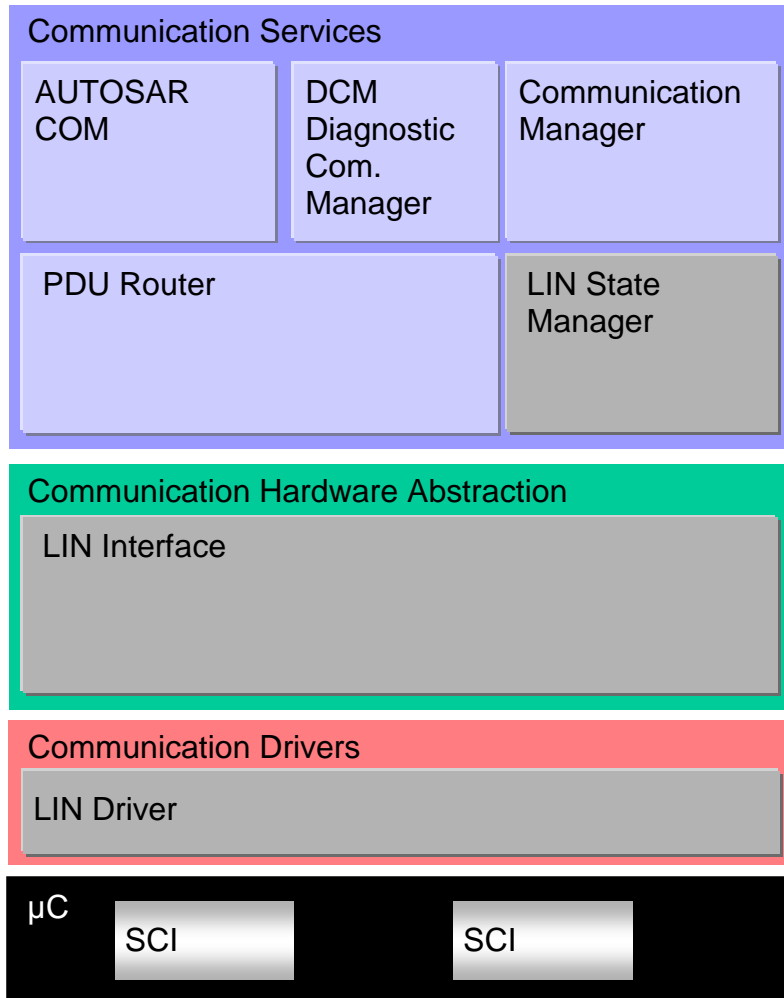 Communication Services
AUTOSAR
COM
DCM
Diagnostic
Com.
Manager
Communication
Manager
PDU Router
LIN State
Manager
Communication Hardware Abstraction
LIN Interface
Communication Drivers
LIN Driver
µC
SCI
SCI